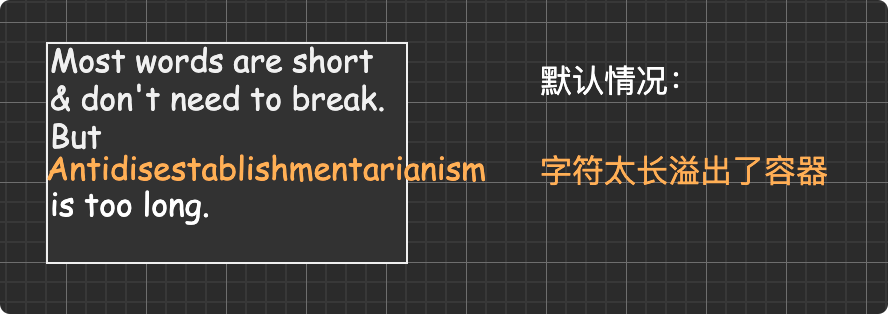 Most words are short
& don't need to break.
But
Antidisestablishmentarianism
is too long.
默认情况：
字符太长溢出了容器